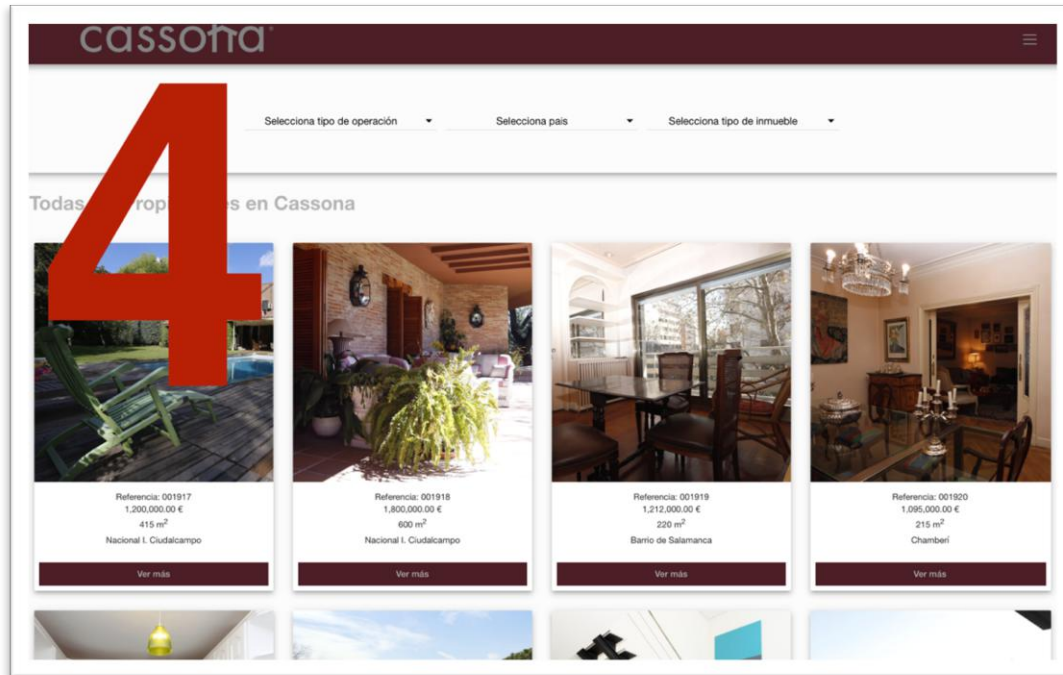 cassona
4
Selecciona tipo de operación Selecciona pais Selecciona tipo de inmueble
Todas en Cassona
Referencia: 001917
1,200,000.00 €
415 m²
Nacional I. Ciudalcampo
Ver más
Referencia: 001918
1,800,000.00 €
600 m²
Nacional I. Ciudalcampo
Ver más
Referencia: 001919
1,212,000.00 €
220 m²
Barrio de Salamanca
Ver más
Referencia: 001920
1,095,000.00 €
215 m²
Chamberí
Ver más